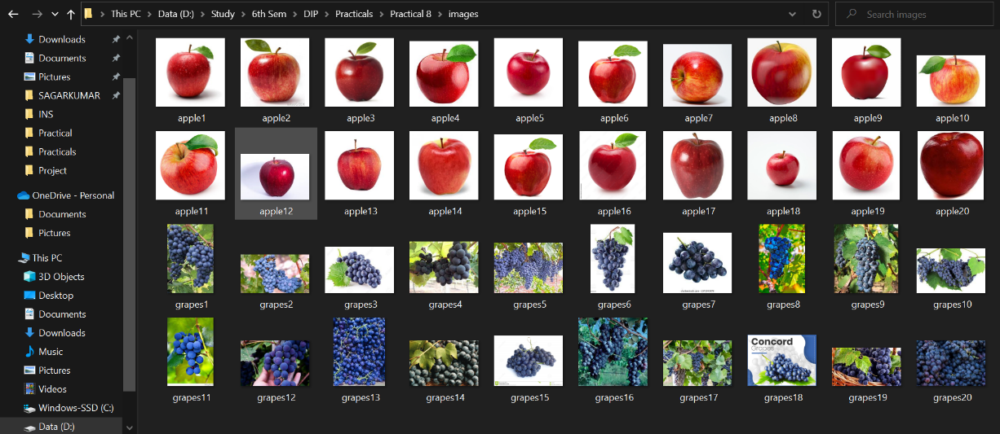 This PC > Data (D:) > Study > 6th Sem > DIP > Practicals > Practical 8 > images
Search images
Downloads
Documents
Pictures
SAGARKUMAR
INS
Practical
Practicals
Project
OneDrive - Personal
Documents
Pictures
This PC
3D Objects
Desktop
Documents
Downloads
Music
Pictures
Videos
Windows-SSD (C:)
Data (D:)
apple1 apple2 apple3 apple4 apple5 apple6 apple7 apple8 apple9 apple10
apple11 apple12 apple13 apple14 apple15 apple16 apple17 apple18 apple19 apple20
grapes1 grapes2 grapes3 grapes4 grapes5 grapes6 grapes7 grapes8 grapes9 grapes10
Concord
Grapes
grapes11 grapes12 grapes13 grapes14 grapes15 grapes16 grapes17 grapes18 grapes19 grapes20